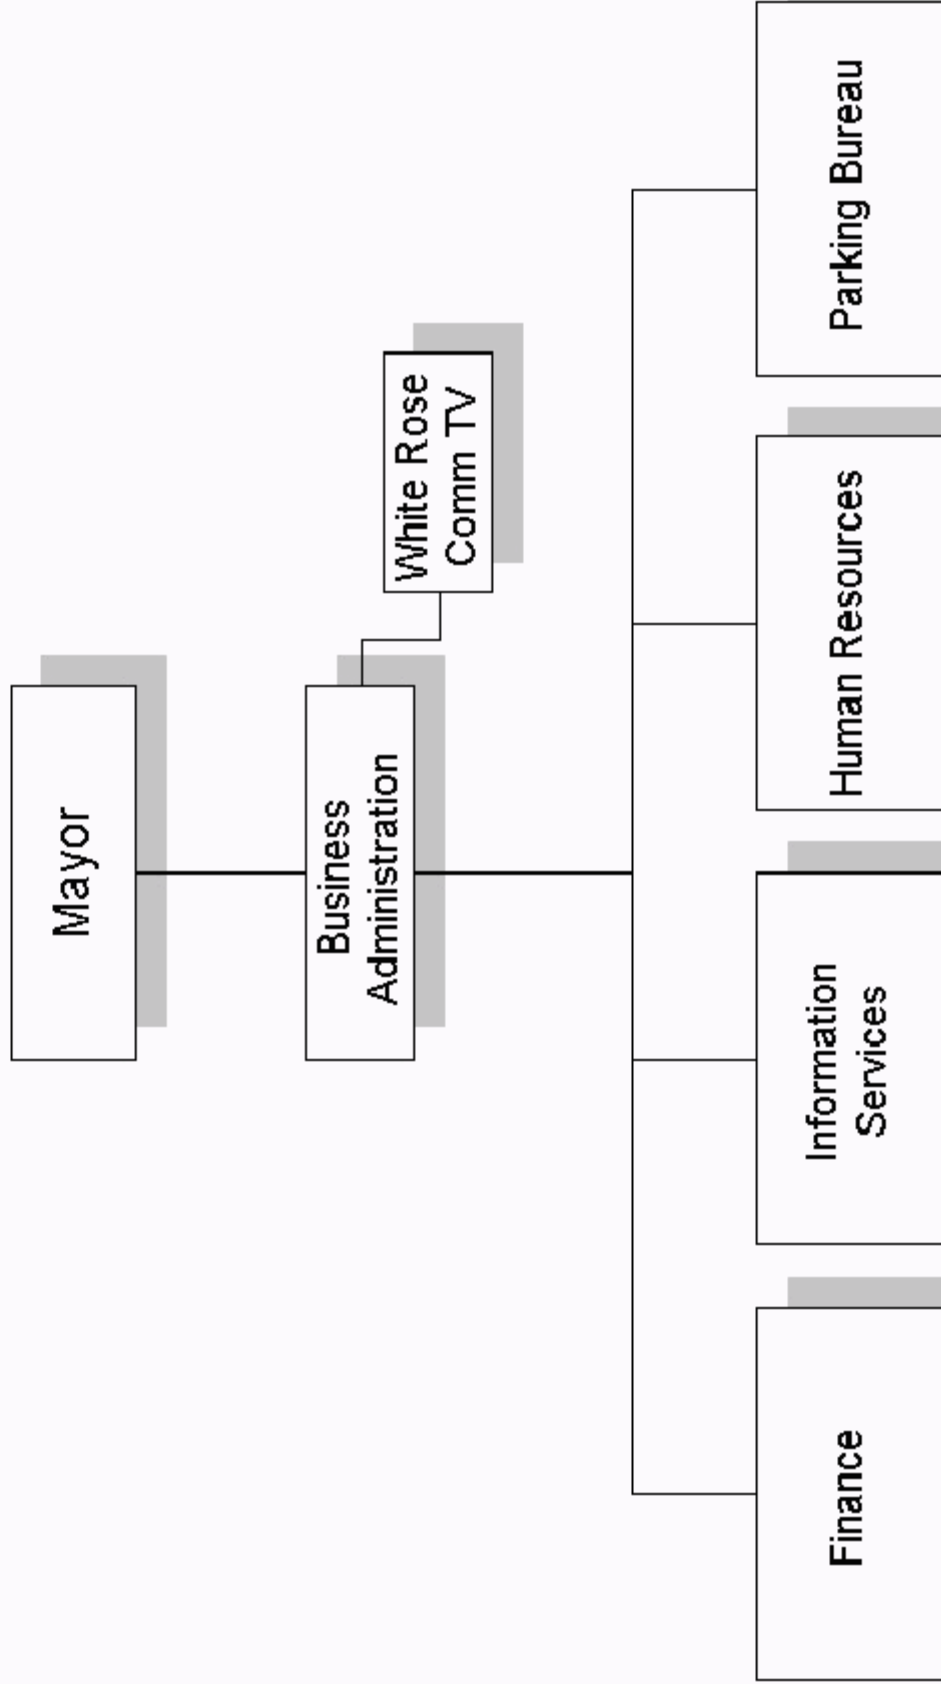 Mayor
Business
Administration
White Rose
Comm TV
Finance
Information
Services
Human Resources
Parking Bureau